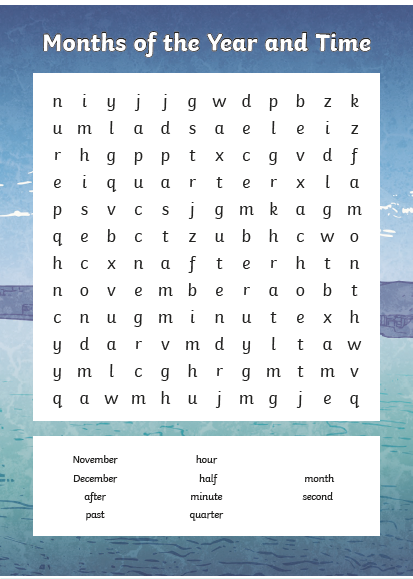 Months of the Year and Time
n i y j j g w d p b z k
u m l a d s a e l e i z
r h g p p t x c g v d f
e i q u a r t e r x l a
p s v c s j g m k a g m
q e b c t z u b h c w o
h c x n a f t e r h t n
n o v e m b e r a o b t
c n u g m i n u t e x h
y d a r v m d y l t a w
y m l c g h r g m t m v
q a w m h u j m g j e q
November hour
December half month
after minute second
past quarter